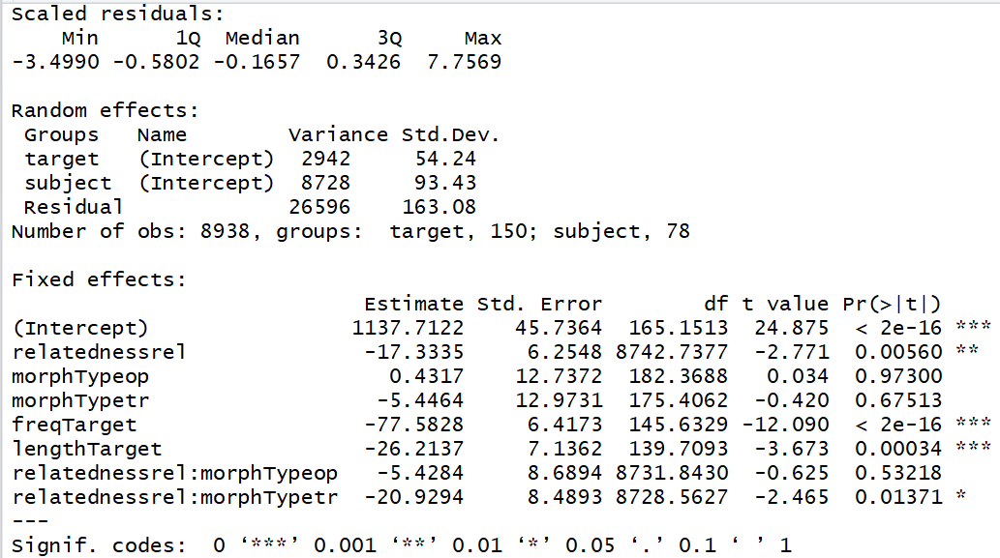 Scaled residuals:
    Min      1Q  Median      3Q     Max
-3.4990 -0.5802 -0.1657  0.3426  7.7569

Random effects:
 Groups   Name        Variance Std.Dev.
 target   (Intercept)  2942     54.24
 subject  (Intercept)  8728     93.43
 Residual             26596    163.08
Number of obs: 8938, groups:  target, 150; subject, 78

Fixed effects:
                           Estimate Std. Error        df t value Pr(>|t|)
(Intercept)               1137.7122    45.7364  165.1513  24.875  < 2e-16 ***
relatednessrel             -17.3335     6.2548 8742.7377  -2.771  0.00560 **
morphTypeop                  0.4317    12.7372  182.3688   0.034  0.97300
morphTypetr                 -5.4464    12.9731  175.4062  -0.420  0.67513
freqTarget                 -77.5828     6.4173  145.6329 -12.090  < 2e-16 ***
lengthTarget               -26.2137     7.1362  139.7093  -3.673  0.00034 ***
relatednessrel:morphTypeop  -5.4284     8.6894 8731.8430  -0.625  0.53218
relatednessrel:morphTypetr -20.9294     8.4893 8728.5627  -2.465  0.01371 *
---
Signif. codes:  0 ‘***’ 0.001 ‘**’ 0.01 ‘*’ 0.05 ‘.’ 0.1 ‘ ’ 1